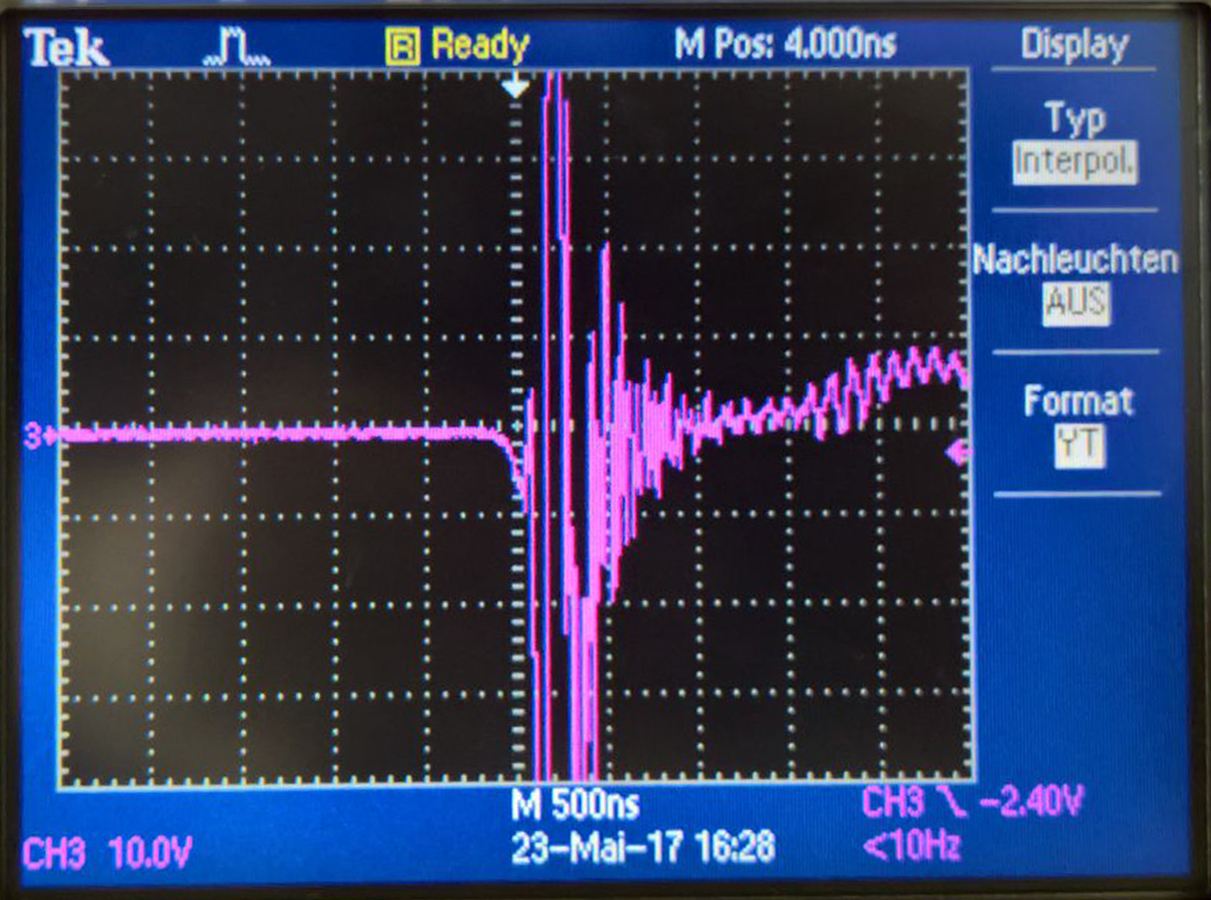 Tek R Ready M Pos: 4.000ns Display
Typ
Interpol.
Nachleuchten
AUS
Format
YT
3
M 500ns CH3 -2.40V
CH3 10.0V 23-Mai-17 16:28 <10Hz